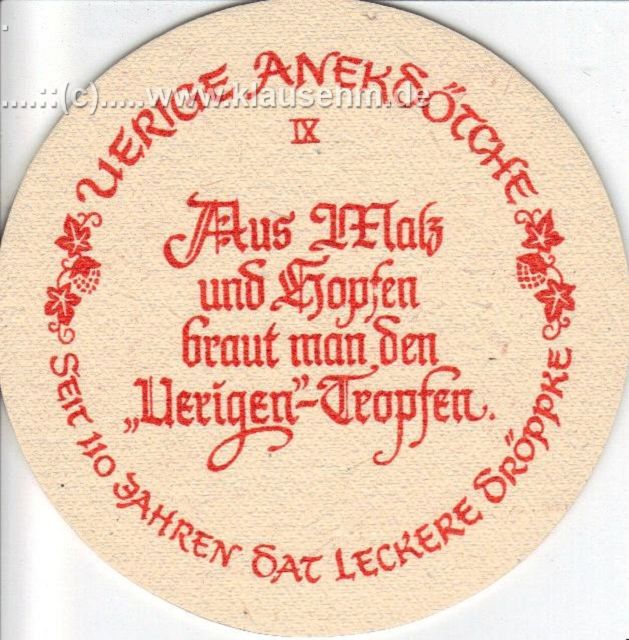 UERIGE ANEKDÖTCHE
.....::(c).....www.klausehm.de
IX
Aus Malz
und Hopfen
braut man den
„Uerigen"-Tropfen.
SEIT 110 JAHREN DAT LECKERE DRÖPPKE